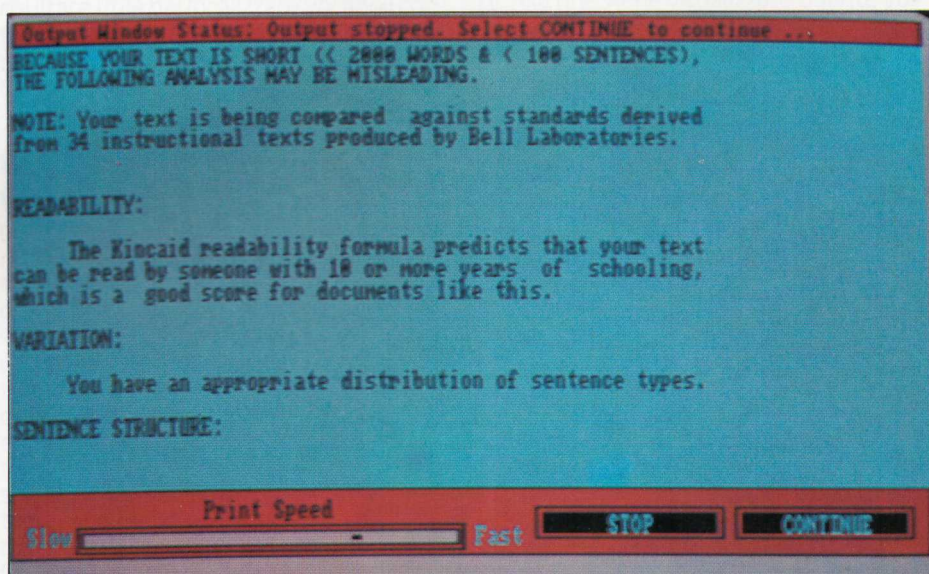 Output Window Status: Output stopped. Select CONTINUE to continue ...
BECAUSE YOUR TEXT IS SHORT (< 2000 WORDS & < 100 SENTENCES),
THE FOLLOWING ANALYSIS MAY BE MISLEADING.
NOTE: Your text is being compared against standards derived
from 34 instructional texts produced by Bell Laboratories.
READABILITY:
The Kincaid readability formula predicts that your text
can be read by someone with 10 or more years of schooling,
which is a good score for documents like this.
VARIATION:
You have an appropriate distribution of sentence types.
SENTENCE STRUCTURE:
Print Speed
Slow Fast STOP CONTINUE